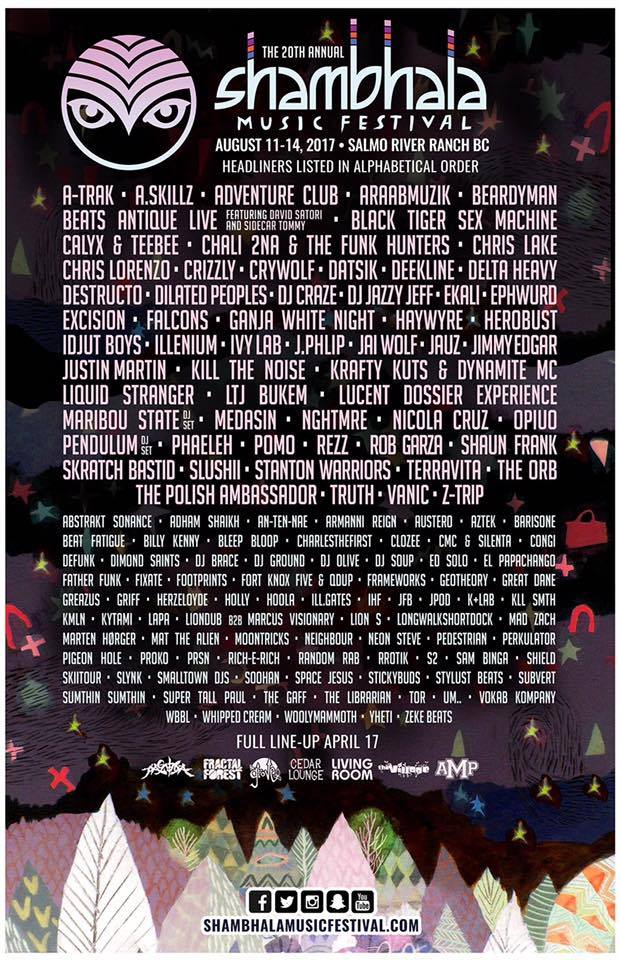 THE 20TH ANNUAL
shambhala
MUSIC FESTIVAL
AUGUST 11-14, 2017 • SALMO RIVER RANCH BC
HEADLINERS LISTED IN ALPHABETICAL ORDER
A-TRAK • A.SKILLZ • ADVENTURE CLUB • ARAABMUZIK • BEARDYMAN
BEATS ANTIQUE LIVE FEATURING DAVID SATORI AND SIDECAR TOMMY • BLACK TIGER SEX MACHINE
CALYX & TEEBEE • CHALI 2NA & THE FUNK HUNTERS • CHRIS LAKE
CHRIS LORENZO • CRIZZLY • CRYWOLF • DATSIK • DEEKLINE • DELTA HEAVY
DESTRUCTO • DILATED PEOPLES • DJ CRAZE • DJ JAZZY JEFF • EKALI • EPHWURD
EXCISION • FALCONS • GANJA WHITE NIGHT • HAYWYRE • HEROBUST
IDJUT BOYS • ILLENIUM • IVY LAB • J.PHLIP • JAI WOLF • JAUZ • JIMMY EDGAR
JUSTIN MARTIN • KILL THE NOISE • KRAFTY KUTS & DYNAMITE MC
LIQUID STRANGER • LTJ BUKEM • LUCENT DOSSIER EXPERIENCE
MARIBOU STATE DJ SET • MEDASIN • NGHTMRE • NICOLA CRUZ • OPIUO
PENDULUM DJ SET • PHAELEH • POMO • REZZ • ROB GARZA • SHAUN FRANK
SKRATCH BASTID • SLUSHII • STANTON WARRIORS • TERRAVITA • THE ORB
THE POLISH AMBASSADOR • TRUTH • VANIC • Z-TRIP
ABSTRAKT SONANCE • ADHAM SHAIKH • AN-TEN-NAE • ARMANNI REIGN • AUSTERO • AZTEK • BARISONE
BEAT FATIGUE • BILLY KENNY • BLEEP BLOOP • CHARLESTHEFIRST • CLOZEE • CMC & SILENTA • CONGI
DEFUNK • DIMOND SAINTS • DJ BRACE • DJ GROUND • DJ OLIVE • DJ SOUP • ED SOLO • EL PAPACHANGO
FATHER FUNK • FIXATE • FOOTPRINTS • FORT KNOX FIVE & QDUP • FRAMEWORKS • GEOTHEORY • GREAT DANE
GREAZUS • GRIFF • HERZELOYDE • HOLLY • HOOLA • ILL.GATES • IHF • JFB • JPOD • K+LAB • KLL SMTH
KMLN • KYTAMI • LAPA • LIONDUB B2B MARCUS VISIONARY • LION S • LONGWALKSHORTDOCK • MAD ZACH
MARTEN HØRGER • MAT THE ALIEN • MOONTRICKS • NEIGHBOUR • NEON STEVE • PEDESTRIAN • PERKULATOR
PIGEON HOLE • PROKO • PRSN • RICH-E-RICH • RANDOM RAB • RROTIK • S2 • SAM BINGA • SHIELD
SKIITOUR • SLYNK • SMALLTOWN DJS • SOOHAN • SPACE JESUS • STICKYBUDS • STYLUST BEATS • SUBVERT
SUMTHIN SUMTHIN • SUPER TALL PAUL • THE GAFF • THE LIBRARIAN • TOR • UM.. • VOKAB KOMPANY
WBBL • WHIPPED CREAM • WOOLYMAMMOTH • YHETI • ZEKE BEATS
FULL LINE-UP APRIL 17
FRACTAL FOREST grove CEDAR LOUNGE LIVING ROOM the Village AMP
You Tube
SHAMBHALAMUSICFESTIVAL.COM